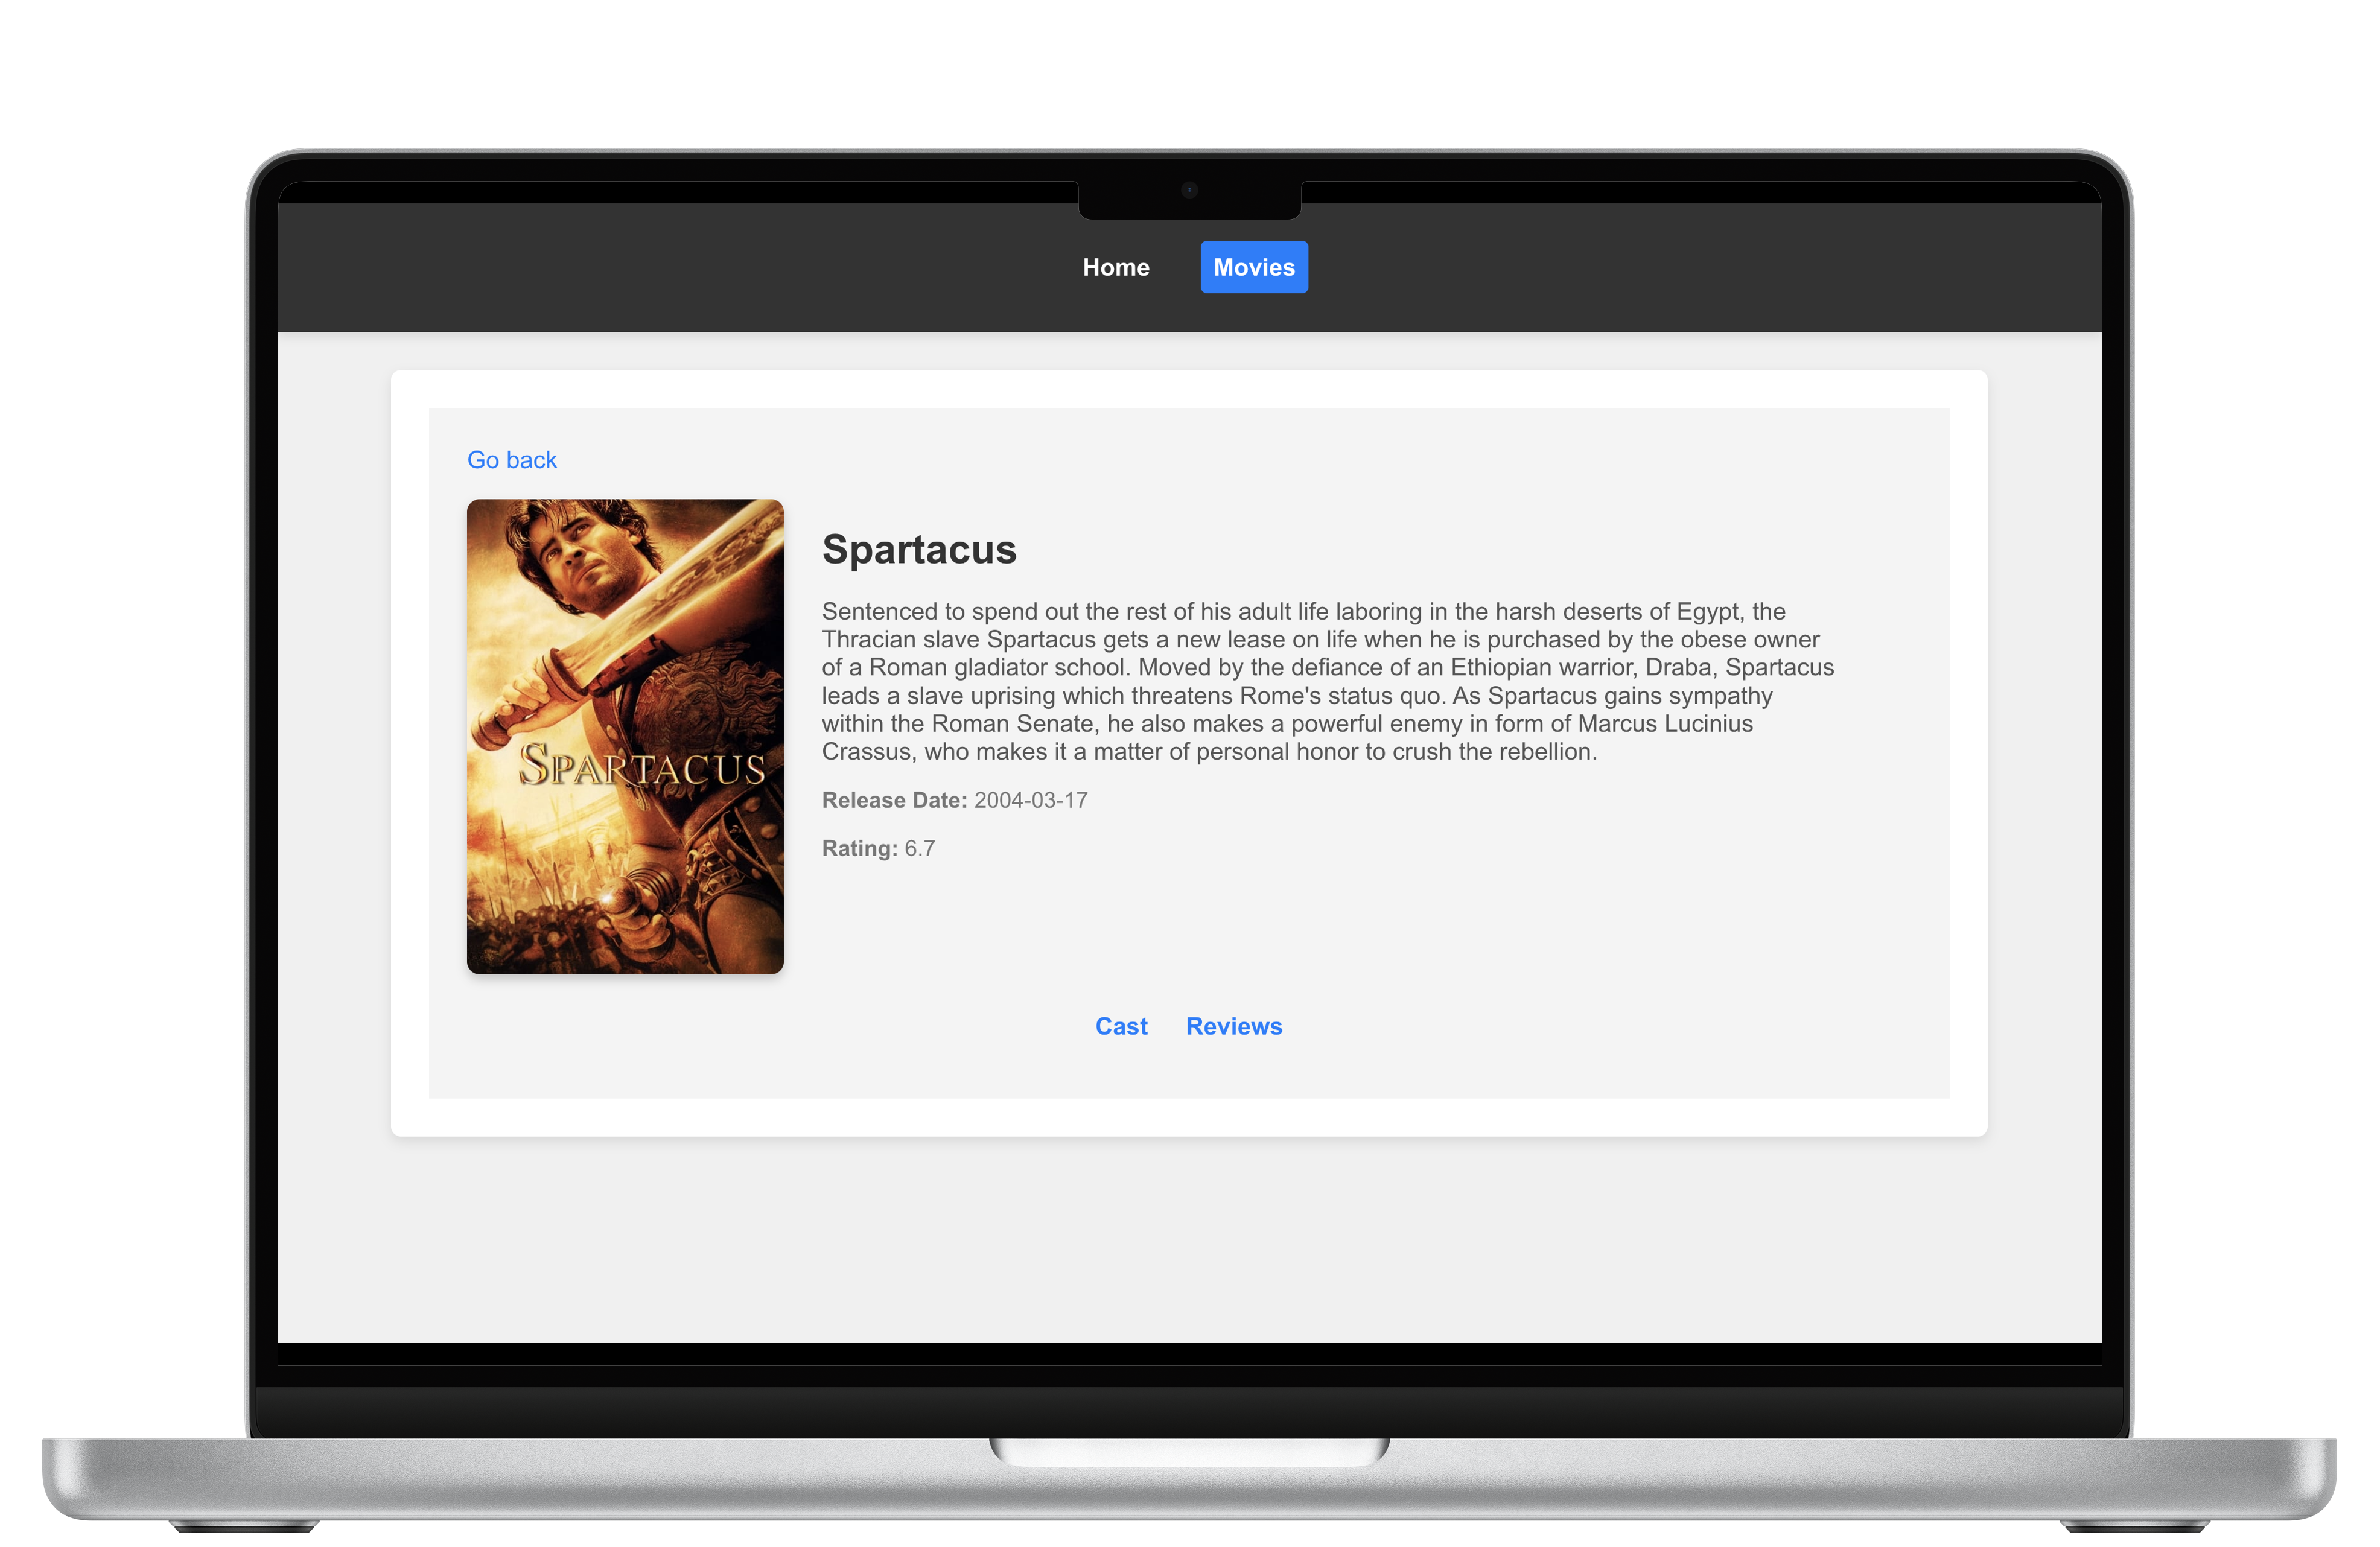 Home Movies
Go back
SPARTACUS
Spartacus
Sentenced to spend out the rest of his adult life laboring in the harsh deserts of Egypt, the
Thracian slave Spartacus gets a new lease on life when he is purchased by the obese owner
of a Roman gladiator school. Moved by the defiance of an Ethiopian warrior, Draba, Spartacus
leads a slave uprising which threatens Rome's status quo. As Spartacus gains sympathy
within the Roman Senate, he also makes a powerful enemy in form of Marcus Lucinius
Crassus, who makes it a matter of personal honor to crush the rebellion.
Release Date: 2004-03-17
Rating: 6.7
Cast Reviews